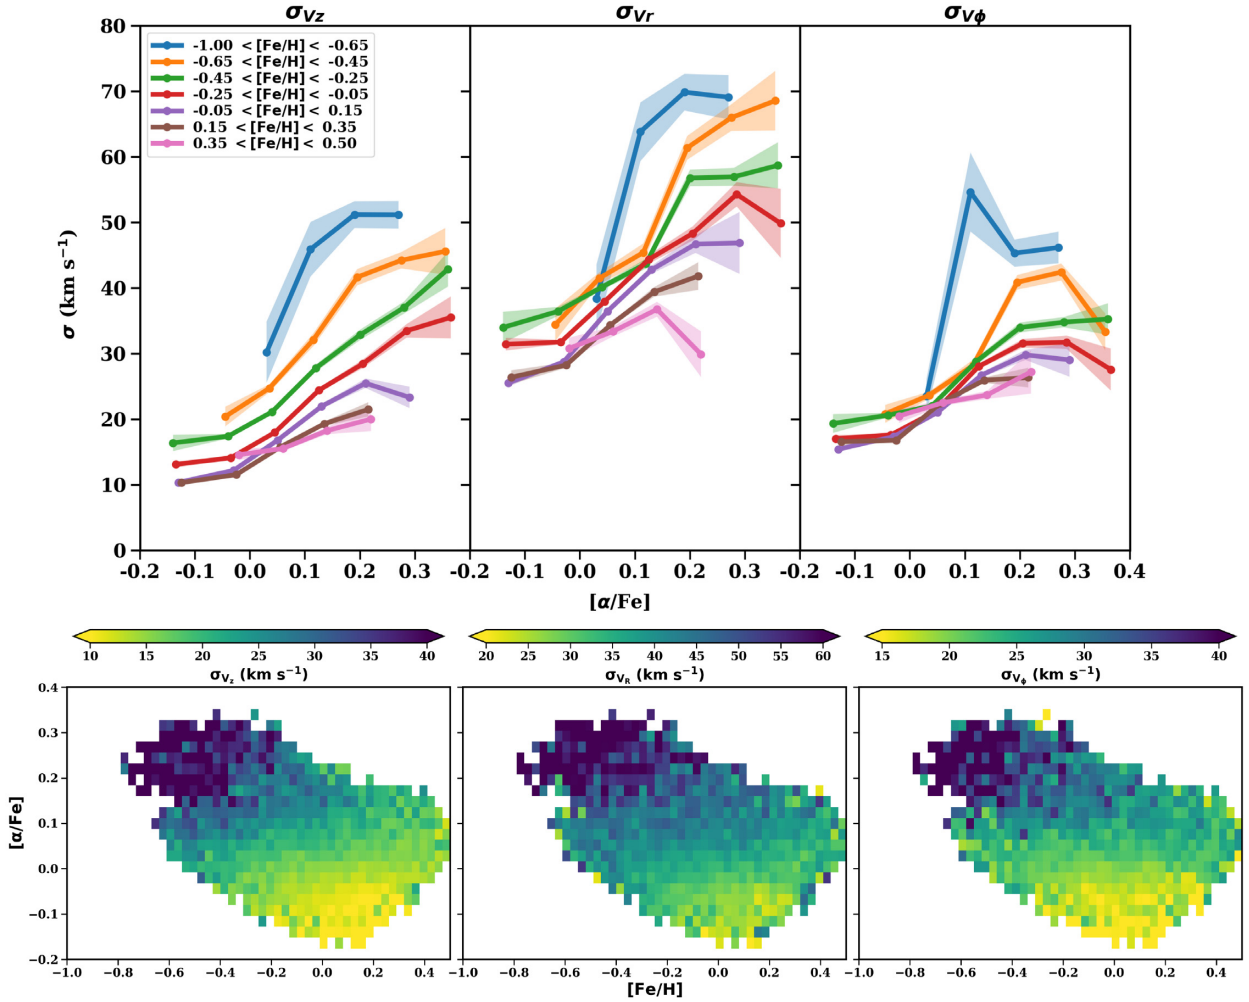 σVz σVr σVϕ
80
70
60
50
40
30
20
10
0
σ (km s⁻¹)
-1.00 <[Fe/H]< -0.65
-0.65 <[Fe/H]< -0.45
-0.45 <[Fe/H]< -0.25
-0.25 <[Fe/H]< -0.05
-0.05 <[Fe/H]< 0.15
0.15 <[Fe/H]< 0.35
0.35 <[Fe/H]< 0.50
-0.2 -0.1 0.0 0.1 0.2 0.3 -0.2 -0.1 0.0 0.1 0.2 0.3 -0.2 -0.1 0.0 0.1 0.2 0.3 0.4
[α/Fe]
10 15 20 25 30 35 40
σVz (km s⁻¹)
20 25 30 35 40 45 50 55 60
σVR (km s⁻¹)
15 20 25 30 35 40
σVϕ (km s⁻¹)
0.4
0.3
0.2
0.1
0.0
−0.1
−0.2
[α/Fe]
−1.0 −0.8 −0.6 −0.4 −0.2 0.0 0.2 0.4 −1.0 −0.8 −0.6 −0.4 −0.2 0.0 0.2 0.4 −1.0 −0.8 −0.6 −0.4 −0.2 0.0 0.2 0.4
[Fe/H]